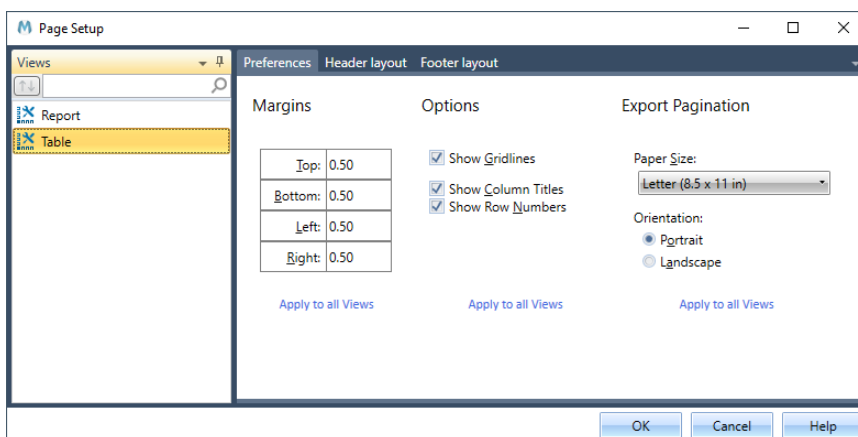 Page Setup
Views
Report
Table
Preferences Header layout Footer layout
Margins
Top: 0.50
Bottom: 0.50
Left: 0.50
Right: 0.50
Apply to all Views
Options
Show Gridlines
Show Column Titles
Show Row Numbers
Apply to all Views
Export Pagination
Paper Size:
Letter (8.5 x 11 in)
Orientation:
Portrait
Landscape
Apply to all Views
OK Cancel Help